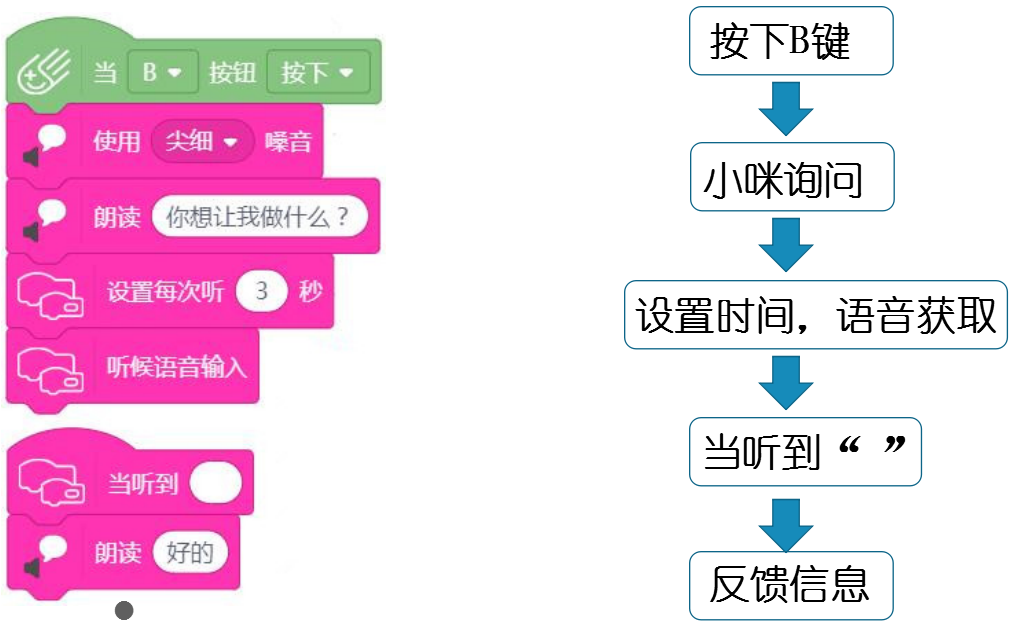 当 B 按钮 按下
使用 尖细 嗓音
朗读 你想让我做什么？
设置每次听 3 秒
听候语音输入
当听到
朗读 好的
按下B键
小咪询问
设置时间，语音获取
当听到“ ”
反馈信息